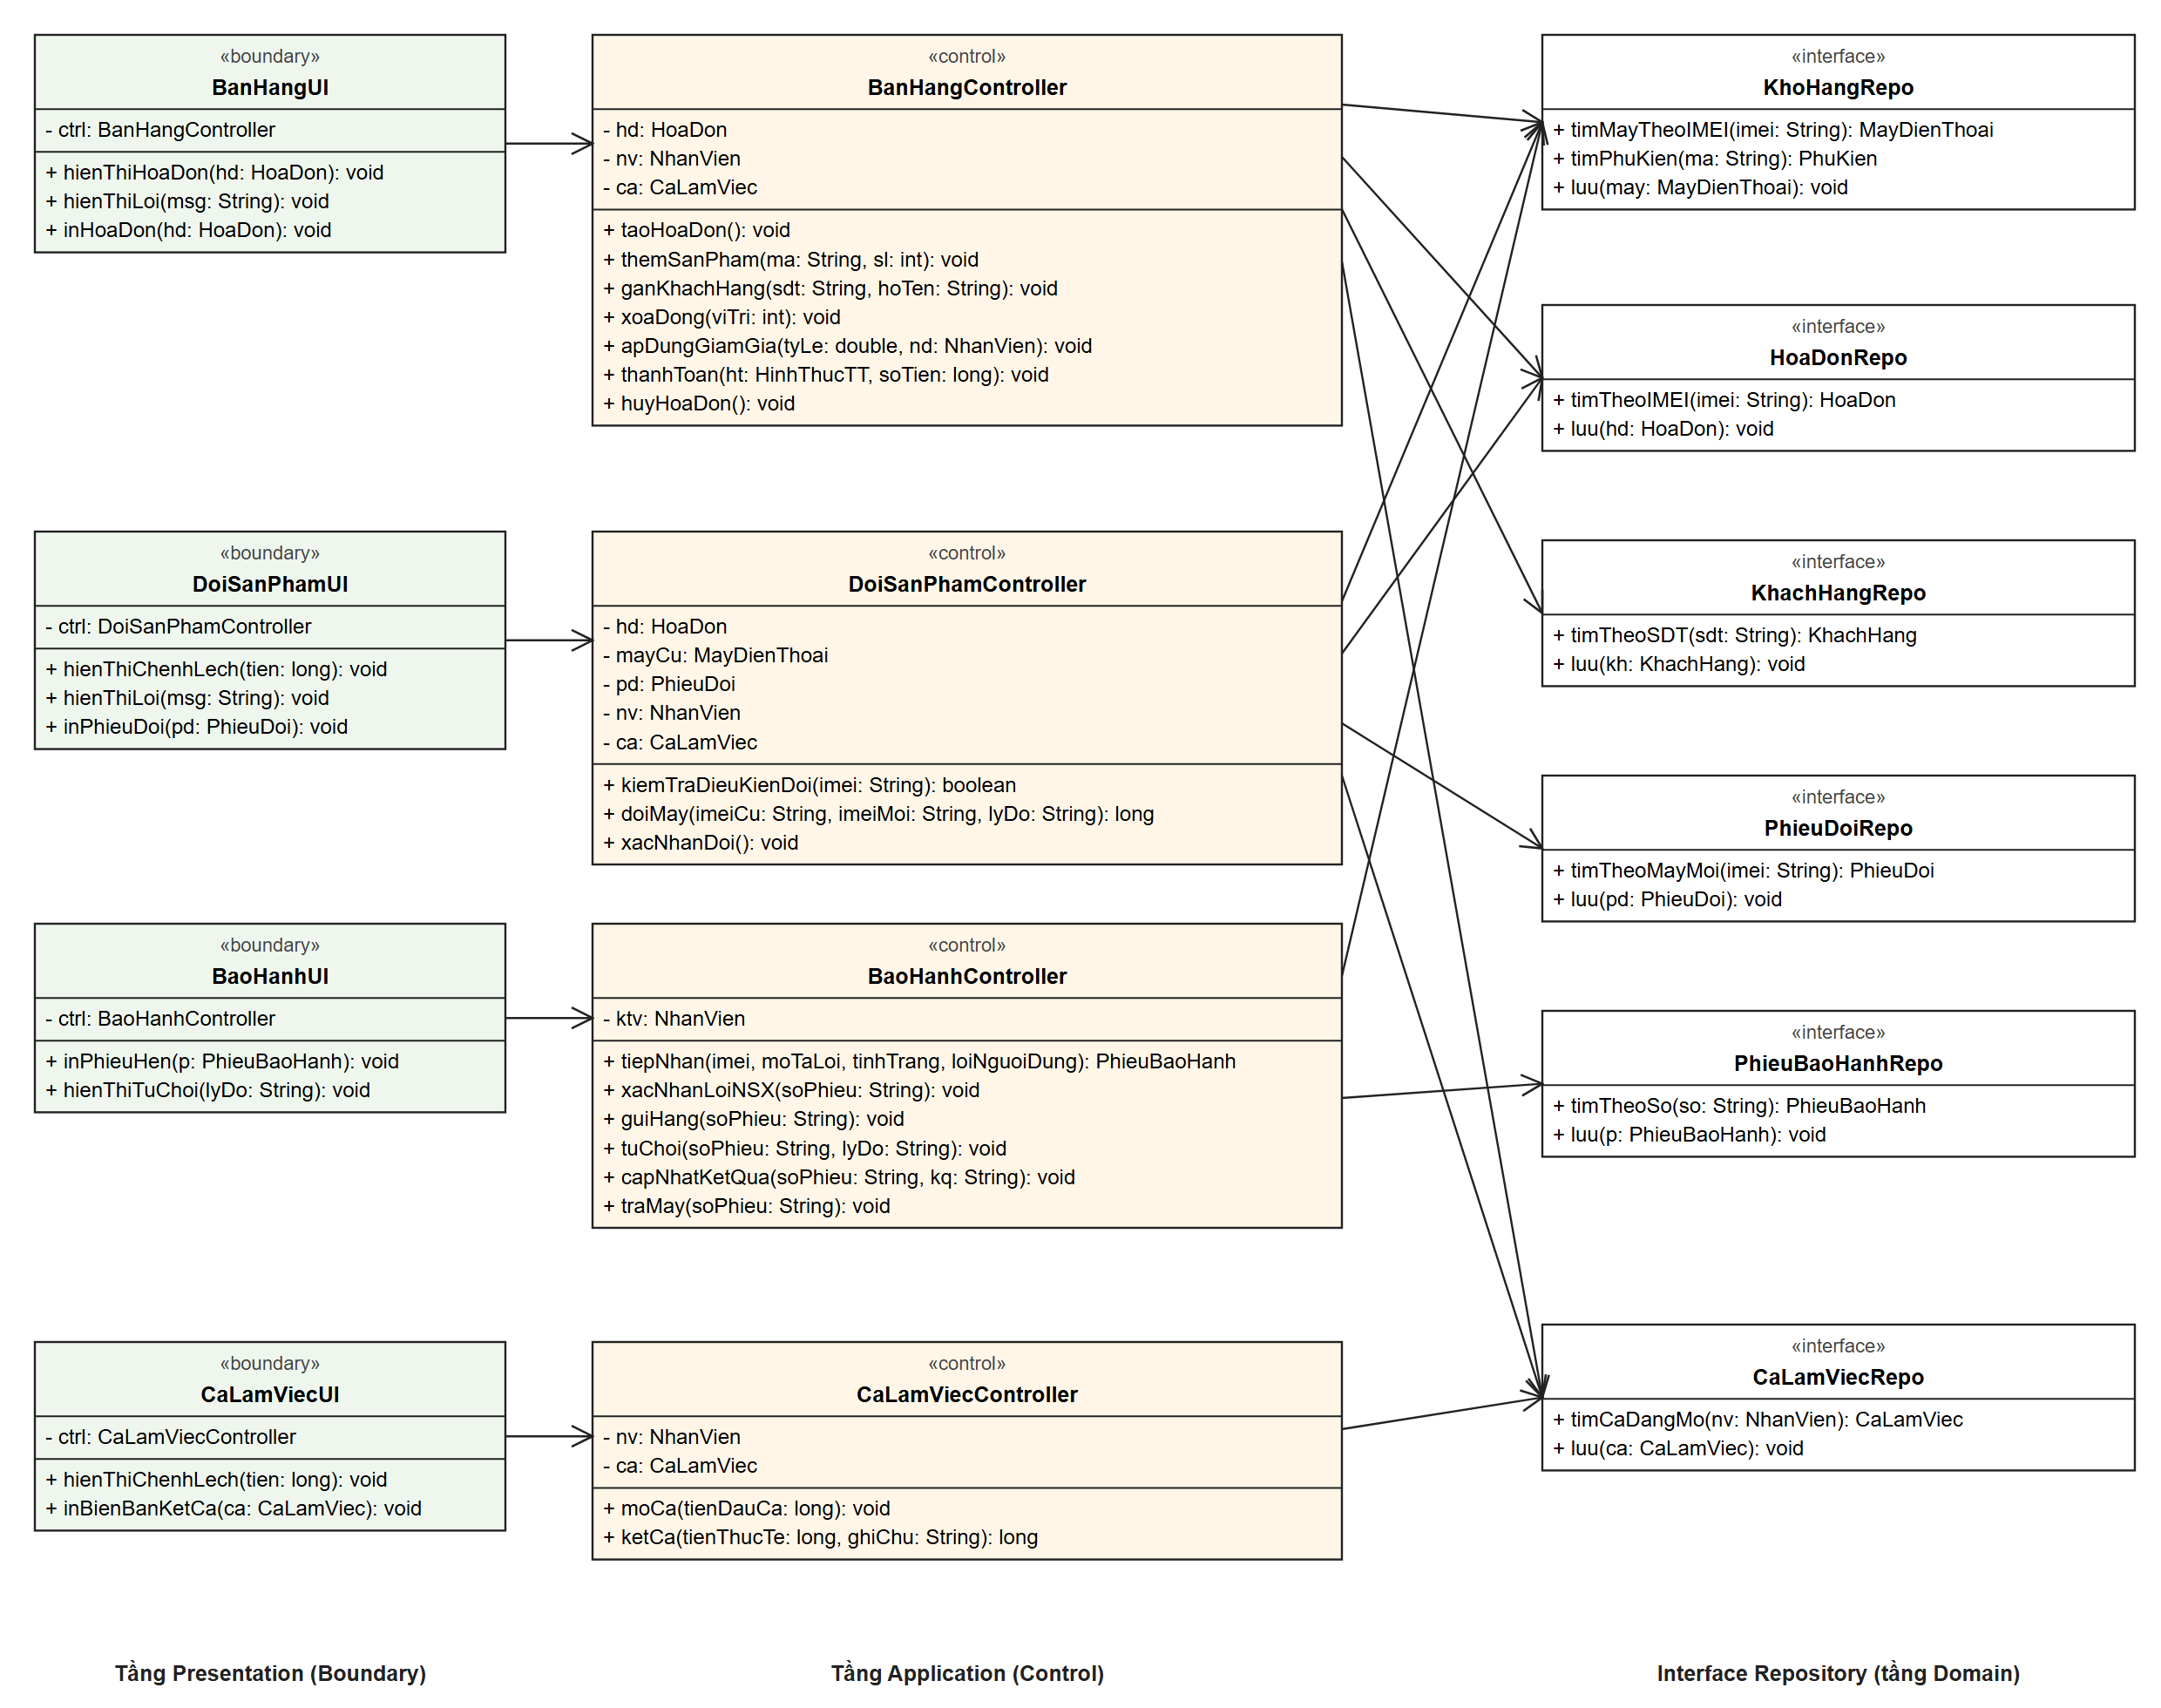 «boundary»
BanHangUI
- ctrl: BanHangController
+ hienThiHoaDon(hd: HoaDon): void
+ hienThiLoi(msg: String): void
+ inHoaDon(hd: HoaDon): void
«control»
BanHangController
- hd: HoaDon
- nv: NhanVien
- ca: CaLamViec
+ taoHoaDon(): void
+ themSanPham(ma: String, sl: int): void
+ ganKhachHang(sdt: String, hoTen: String): void
+ xoaDong(viTri: int): void
+ apDungGiamGia(tyLe: double, nd: NhanVien): void
+ thanhToan(ht: HinhThucTT, soTien: long): void
+ huyHoaDon(): void
«interface»
KhoHangRepo
+ timMayTheoIMEI(imei: String): MayDienThoai
+ timPhuKien(ma: String): PhuKien
+ luu(may: MayDienThoai): void
«interface»
HoaDonRepo
+ timTheoIMEI(imei: String): HoaDon
+ luu(hd: HoaDon): void
«boundary»
DoiSanPhamUI
- ctrl: DoiSanPhamController
+ hienThiChenhLech(tien: long): void
+ hienThiLoi(msg: String): void
+ inPhieuDoi(pd: PhieuDoi): void
«control»
DoiSanPhamController
- hd: HoaDon
- mayCu: MayDienThoai
- pd: PhieuDoi
- nv: NhanVien
- ca: CaLamViec
+ kiemTraDieuKienDoi(imei: String): boolean
+ doiMay(imeiCu: String, imeiMoi: String, lyDo: String): long
+ xacNhanDoi(): void
«interface»
KhachHangRepo
+ timTheoSDT(sdt: String): KhachHang
+ luu(kh: KhachHang): void
«interface»
PhieuDoiRepo
+ timTheoMayMoi(imei: String): PhieuDoi
+ luu(pd: PhieuDoi): void
«boundary»
BaoHanhUI
- ctrl: BaoHanhController
+ inPhieuHen(p: PhieuBaoHanh): void
+ hienThiTuChoi(lyDo: String): void
«control»
BaoHanhController
- ktv: NhanVien
+ tiepNhan(imei, moTaLoi, tinhTrang, loiNguoiDung): PhieuBaoHanh
+ xacNhanLoiNSX(soPhieu: String): void
+ guiHang(soPhieu: String): void
+ tuChoi(soPhieu: String, lyDo: String): void
+ capNhatKetQua(soPhieu: String, kq: String): void
+ traMay(soPhieu: String): void
«interface»
PhieuBaoHanhRepo
+ timTheoSo(so: String): PhieuBaoHanh
+ luu(p: PhieuBaoHanh): void
«boundary»
CaLamViecUI
- ctrl: CaLamViecController
+ hienThiChenhLech(tien: long): void
+ inBienBanKetCa(ca: CaLamViec): void
«control»
CaLamViecController
- nv: NhanVien
- ca: CaLamViec
+ moCa(tienDauCa: long): void
+ ketCa(tienThucTe: long, ghiChu: String): long
«interface»
CaLamViecRepo
+ timCaDangMo(nv: NhanVien): CaLamViec
+ luu(ca: CaLamViec): void
Tầng Presentation (Boundary)
Tầng Application (Control)
Interface Repository (tầng Domain)